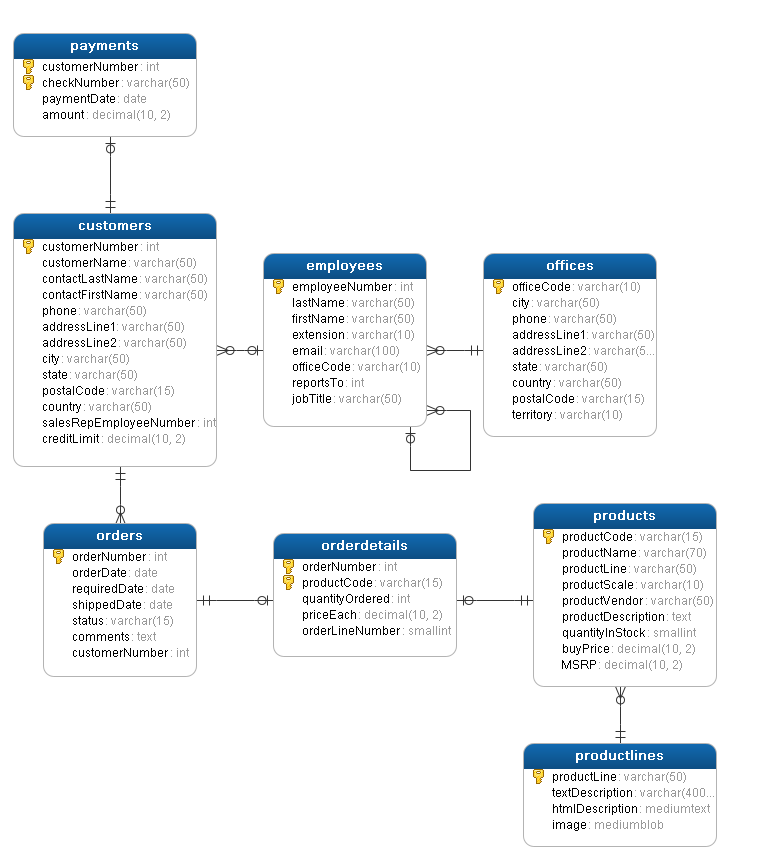 payments
customerNumber: int
checkNumber: varchar(50)
paymentDate: date
amount: decimal(10, 2)
customers
customerNumber: int
customerName: varchar(50)
contactLastName: varchar(50)
contactFirstName: varchar(50)
phone: varchar(50)
addressLine1: varchar(50)
addressLine2: varchar(50)
city: varchar(50)
state: varchar(50)
postalCode: varchar(15)
country: varchar(50)
salesRepEmployeeNumber: int
creditLimit: decimal(10, 2)
employees
employeeNumber: int
lastName: varchar(50)
firstName: varchar(50)
extension: varchar(10)
email: varchar(100)
officeCode: varchar(10)
reportsTo: int
jobTitle: varchar(50)
offices
officeCode: varchar(10)
city: varchar(50)
phone: varchar(50)
addressLine1: varchar(50)
addressLine2: varchar(5...
state: varchar(50)
country: varchar(50)
postalCode: varchar(15)
territory: varchar(10)
orders
orderNumber: int
orderDate: date
requiredDate: date
shippedDate: date
status: varchar(15)
comments: text
customerNumber: int
orderdetails
orderNumber: int
productCode: varchar(15)
quantityOrdered: int
priceEach: decimal(10, 2)
orderLineNumber: smallint
products
productCode: varchar(15)
productName: varchar(70)
productLine: varchar(50)
productScale: varchar(10)
productVendor: varchar(50)
productDescription: text
quantityInStock: smallint
buyPrice: decimal(10, 2)
MSRP: decimal(10, 2)
productlines
productLine: varchar(50)
textDescription: varchar(400...
htmlDescription: mediumtext
image: mediumblob